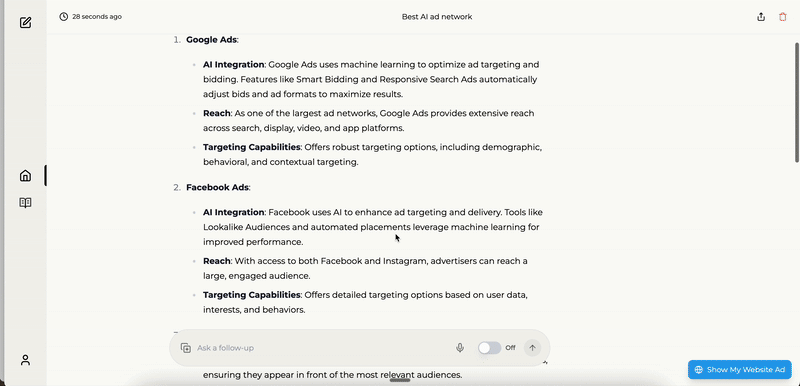 28 seconds ago
Best AI ad network
1. Google Ads:
AI Integration: Google Ads uses machine learning to optimize ad targeting and
bidding. Features like Smart Bidding and Responsive Search Ads automatically
adjust bids and ad formats to maximize results.
Reach: As one of the largest ad networks, Google Ads provides extensive reach
across search, display, video, and app platforms.
Targeting Capabilities: Offers robust targeting options, including demographic,
behavioral, and contextual targeting.
2. Facebook Ads:
AI Integration: Facebook uses AI to enhance ad targeting and delivery. Tools like
Lookalike Audiences and automated placements leverage machine learning for
improved performance.
Reach: With access to both Facebook and Instagram, advertisers can reach a
large, engaged audience.
Targeting Capabilities: Offers detailed targeting options based on user data,
interests, and behaviors.
Ask a follow-up
Off
ensuring they appear in front of the most relevant audiences.
Show My Website Ad